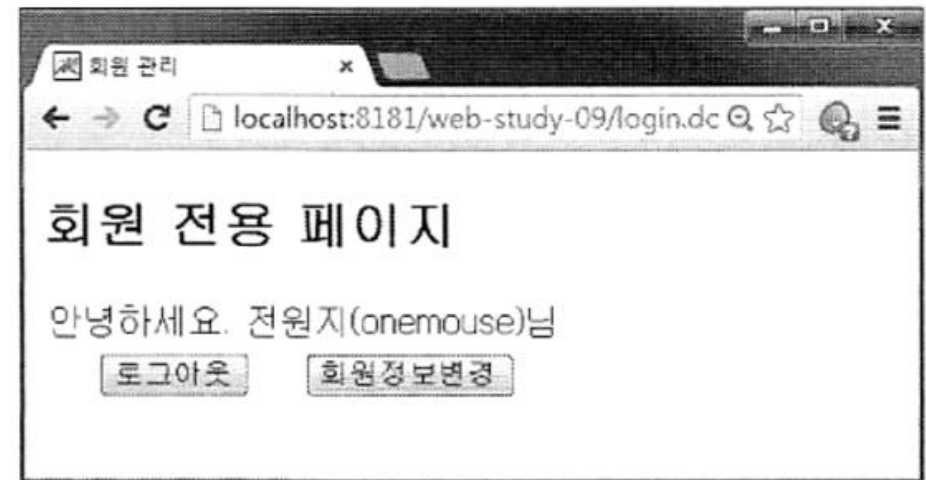 회원 관리
localhost:8181/web-study-09/login.dc
회원 전용 페이지
안녕하세요. 전원지(onemouse)님
로그아웃 회원정보변경